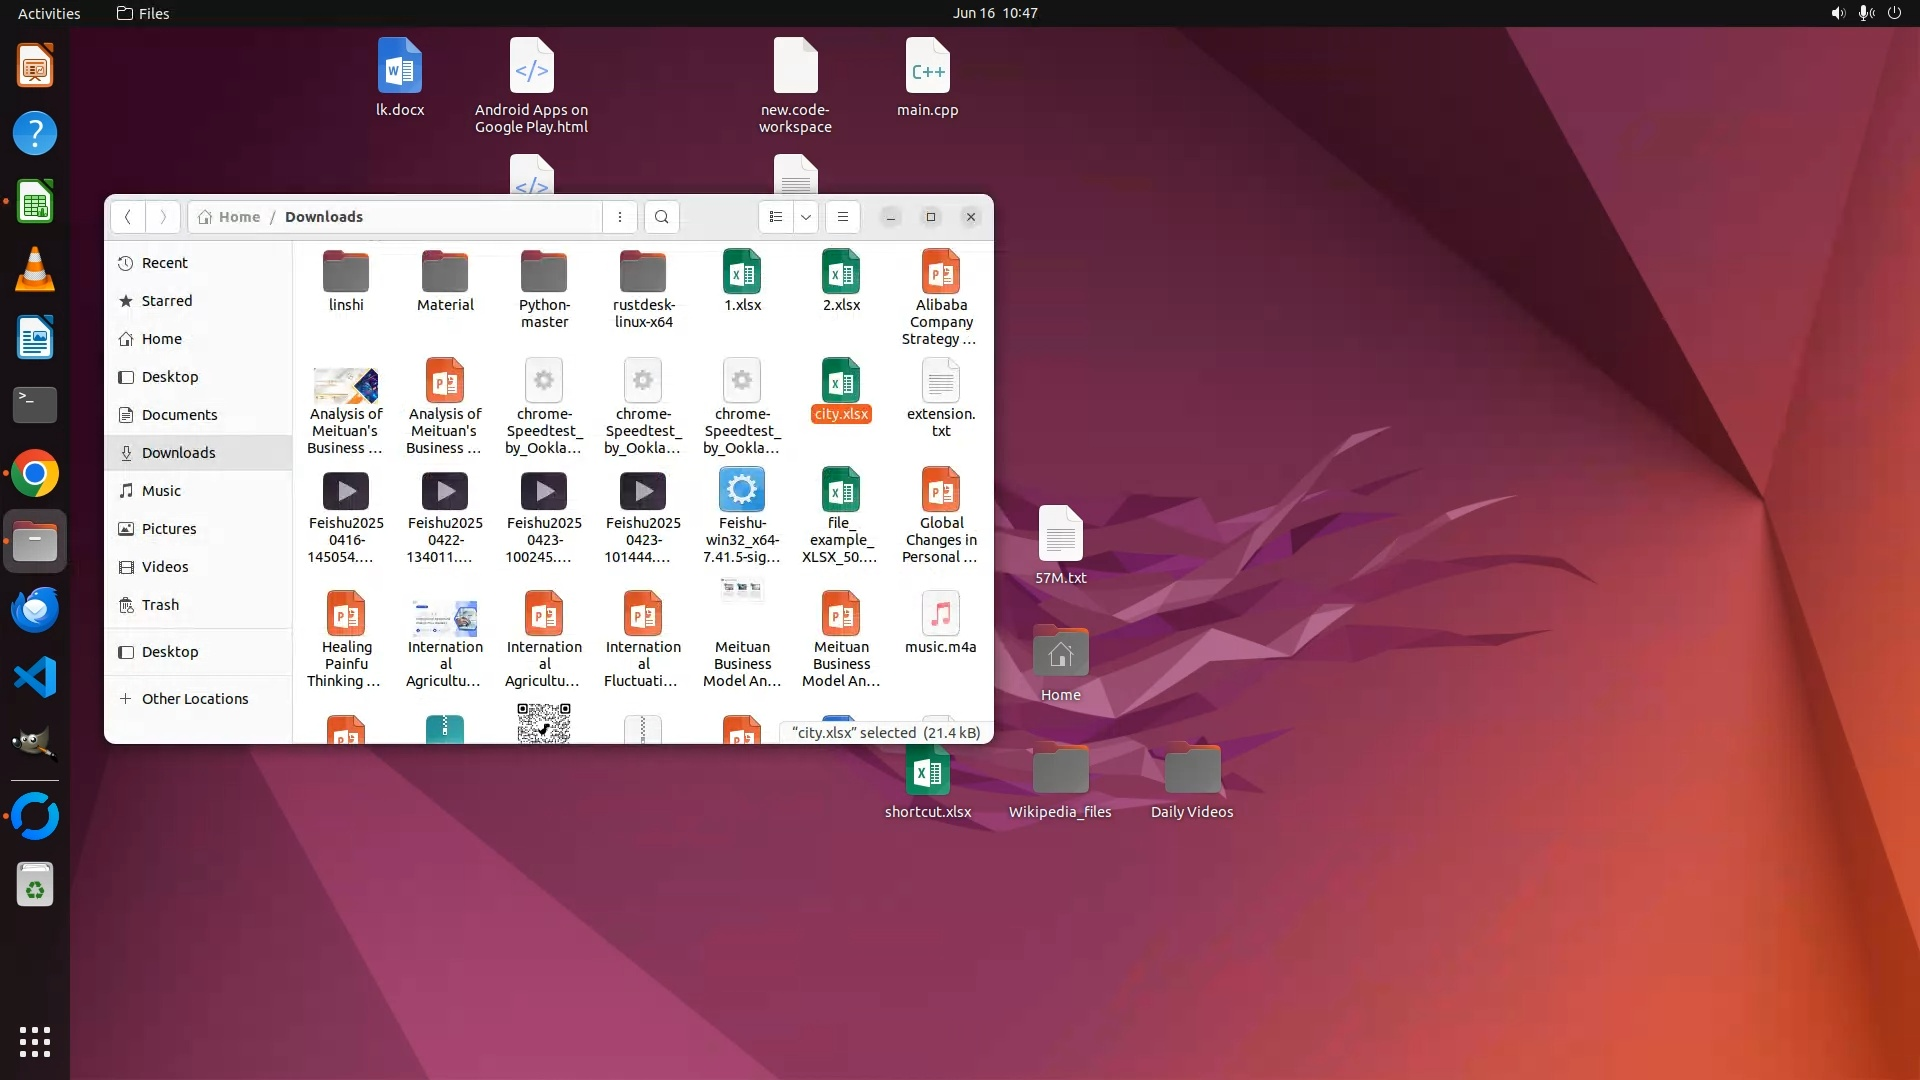 Activities
Files
Jun 16 10:47
lk.docx
Android Apps on
Google Play.html
new.code-
workspace
main.cpp
Home / Downloads
Recent
Starred
Home
Desktop
Documents
Downloads
Music
Pictures
Videos
Trash
Desktop
Other Locations
linshi
Material
Python-
master
rustdesk-
linux-x64
1.xlsx
2.xlsx
Alibaba
Company
Strategy …
Analysis of
Meituan's
Business …
Analysis of
Meituan's
Business …
chrome-
Speedtest_
by_Ookla…
chrome-
Speedtest_
by_Ookla…
chrome-
Speedtest_
by_Ookla…
city.xlsx
extension.
txt
Feishu2025
0416-
145054.…
Feishu2025
0422-
134011.…
Feishu2025
0423-
100245.…
Feishu2025
0423-
101444.…
Feishu-
win32_x64-
7.41.5-sig…
file_
example_
XLSX_50.…
Global
Changes in
Personal …
Healing
Painfu
Thinking …
Internation
al
Agricultu…
Internation
al
Agricultu…
Internation
al
Fluctuati…
Meituan
Business
Model An…
Meituan
Business
Model An…
music.m4a
“city.xlsx” selected (21.4 kB)
57M.txt
Home
shortcut.xlsx
Wikipedia_files
Daily Videos